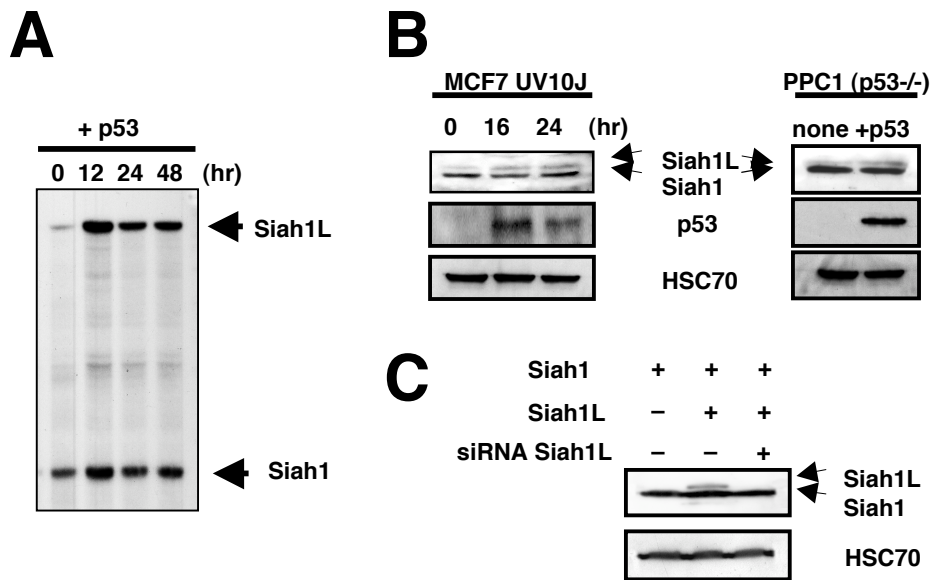 A
+ p53
0 12 24 48 (hr)
Siah1L
Siah1
B
MCF7 UV10J
0 16 24 (hr)
PPC1 (p53-/-)
none +p53
Siah1L
Siah1
p53
HSC70
C
Siah1 + + +
Siah1L – + +
siRNA Siah1L – – +
Siah1L
Siah1
HSC70